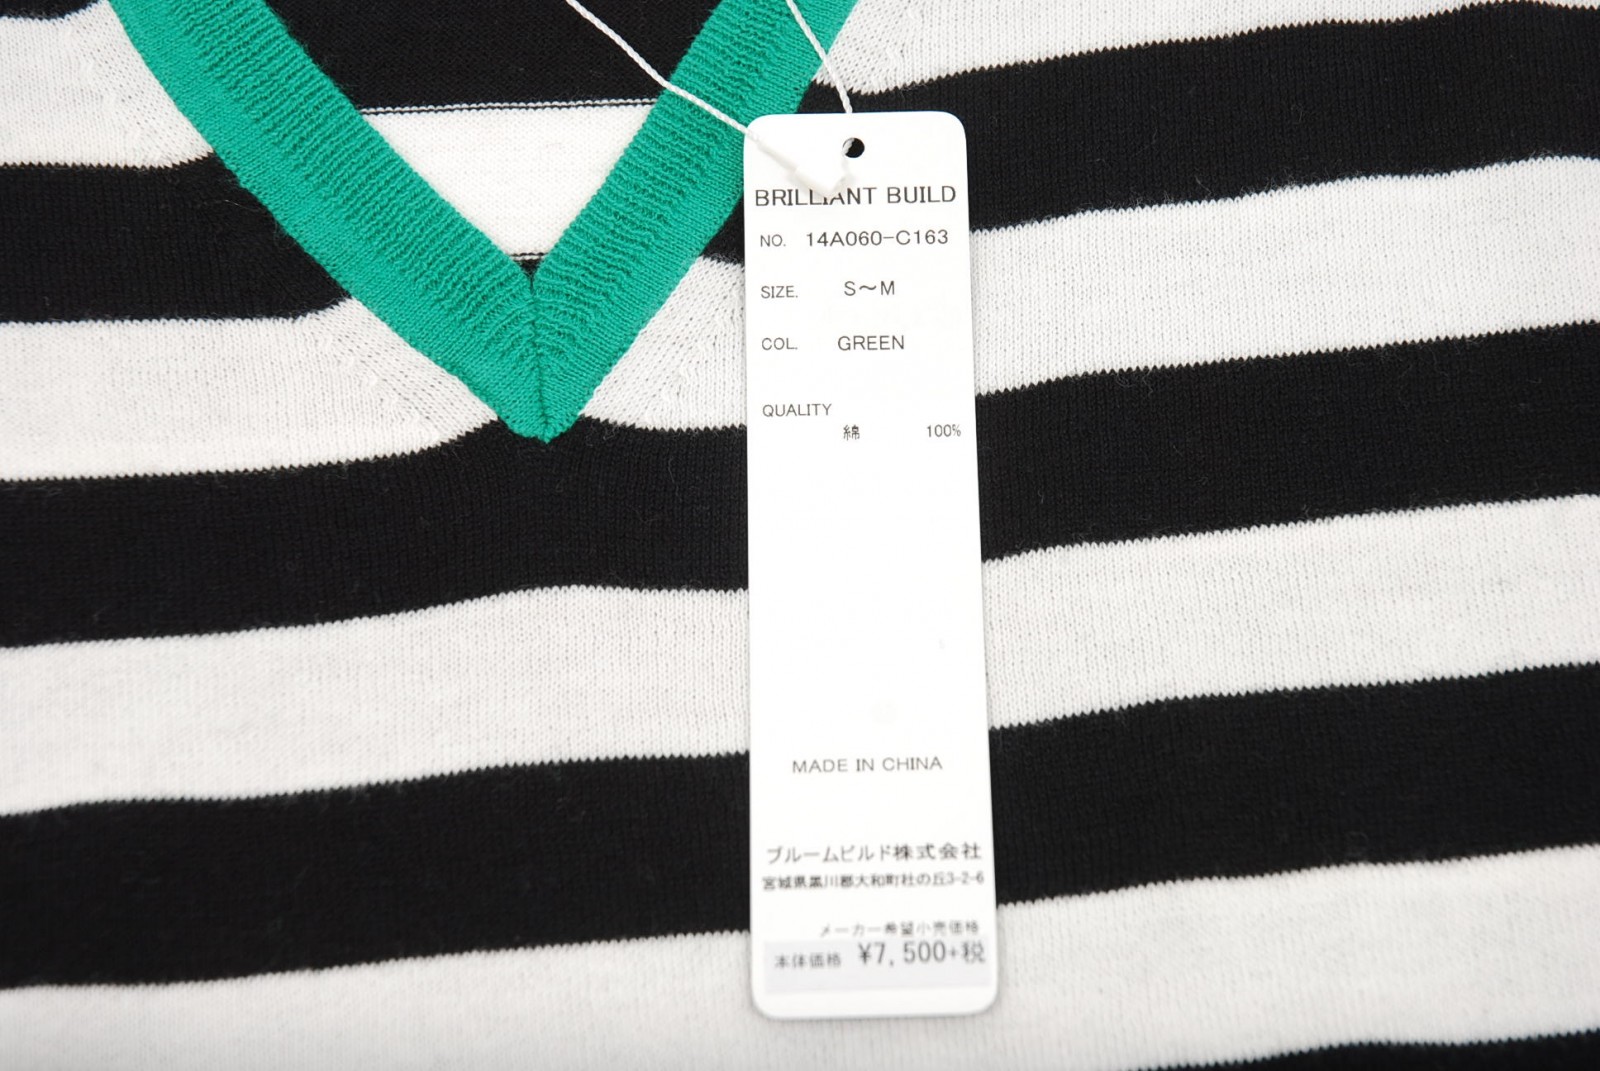 BRILLIANT BUILD
NO. 14A060-C163
SIZE. S～M
COL. GREEN
QUALITY
綿 100%
MADE IN CHINA
ブルームビルド株式会社
宮城県黒川郡大和町杜の丘3-2-6
メーカー希望小売価格
本体価格 ¥7,500+税